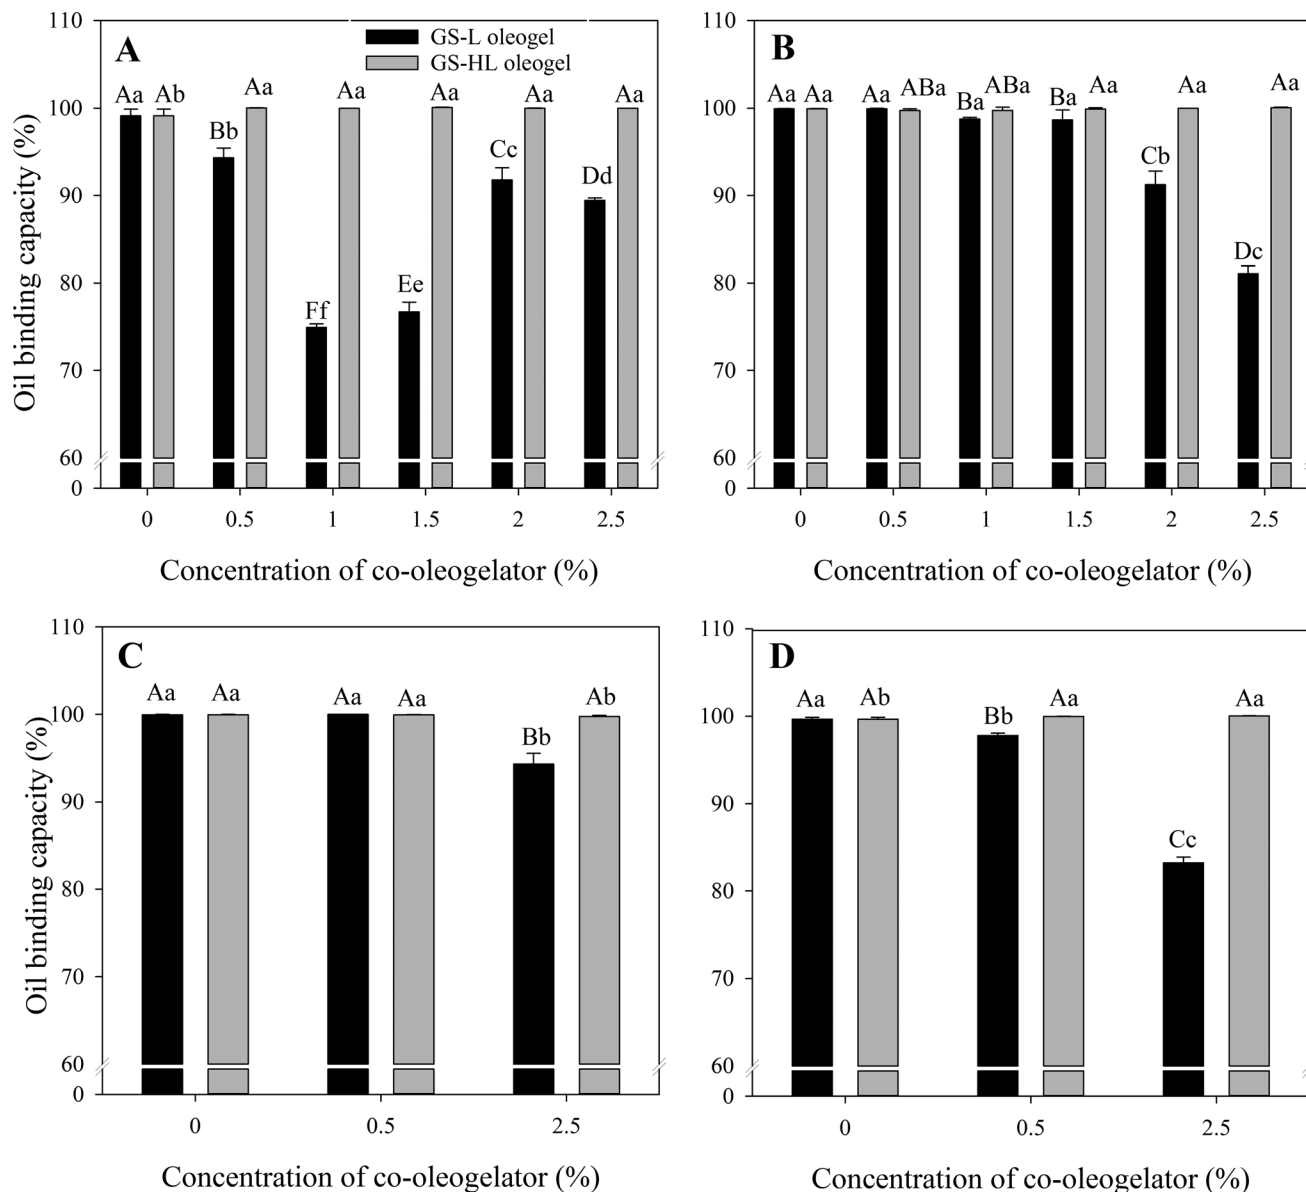 A
GS-L oleogel
GS-HL oleogel
Oil binding capacity (%)
110
100
90
80
70
60
0
Aa Ab Bb Aa Ff Aa Ee Aa Cc Aa Dd Aa
0 0.5 1 1.5 2 2.5
Concentration of co-oleogelator (%)
B
110
100
90
80
70
60
0
Aa Aa Aa ABa Ba ABa Ba Aa Cb Aa Dc Aa
0 0.5 1 1.5 2 2.5
Concentration of co-oleogelator (%)
C
Oil binding capacity (%)
110
100
90
80
70
60
0
Aa Aa Aa Aa Bb Ab
0 0.5 2.5
Concentration of co-oleogelator (%)
D
110
100
90
80
70
60
0
Aa Ab Bb Aa Cc Aa
0 0.5 2.5
Concentration of co-oleogelator (%)